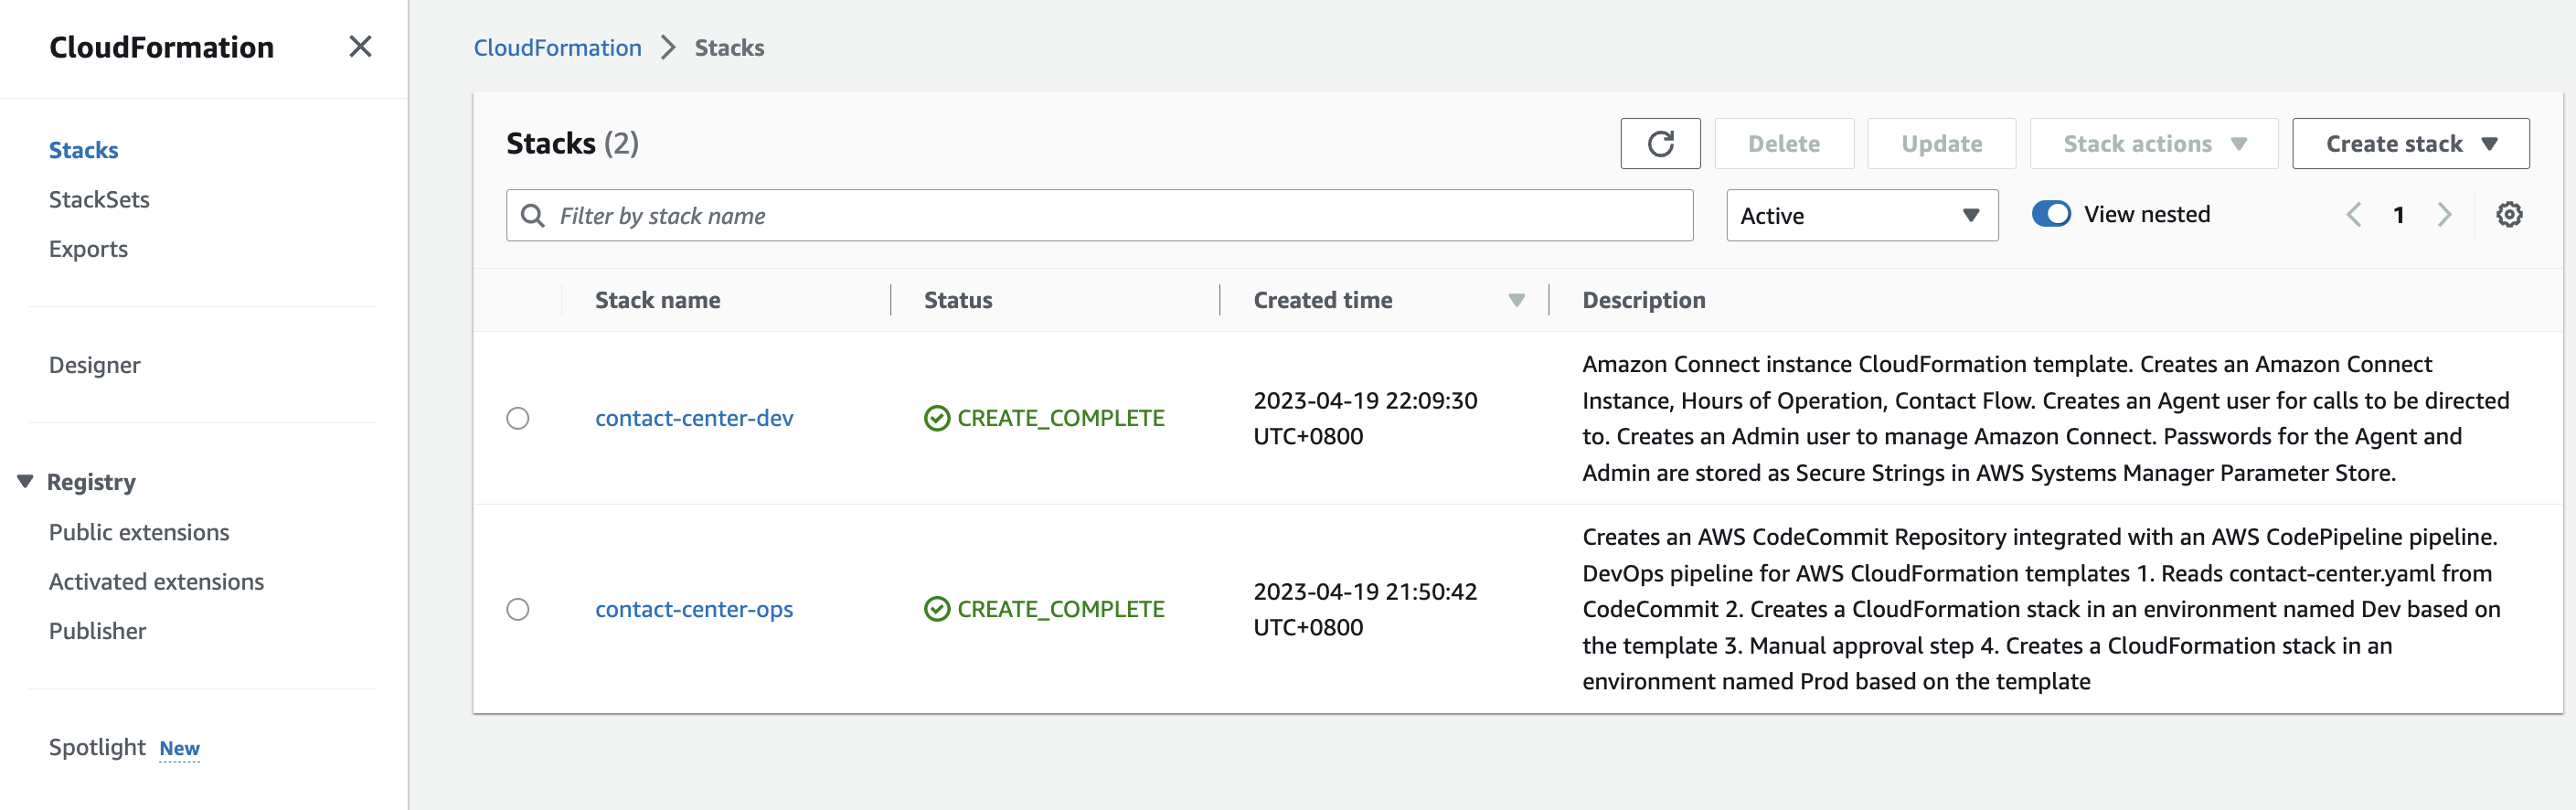 CloudFormation
Stacks
StackSets
Exports
Designer
Registry
Public extensions
Activated extensions
Publisher
Spotlight New
CloudFormation > Stacks
Stacks (2)
Delete
Update
Stack actions
Create stack
Filter by stack name
Active
View nested
1
Stack name
Status
Created time
Description
contact-center-dev
CREATE_COMPLETE
2023-04-19 22:09:30
UTC+0800
Amazon Connect instance CloudFormation template. Creates an Amazon Connect
Instance, Hours of Operation, Contact Flow. Creates an Agent user for calls to be directed
to. Creates an Admin user to manage Amazon Connect. Passwords for the Agent and
Admin are stored as Secure Strings in AWS Systems Manager Parameter Store.
contact-center-ops
CREATE_COMPLETE
2023-04-19 21:50:42
UTC+0800
Creates an AWS CodeCommit Repository integrated with an AWS CodePipeline pipeline.
DevOps pipeline for AWS CloudFormation templates 1. Reads contact-center.yaml from
CodeCommit 2. Creates a CloudFormation stack in an environment named Dev based on
the template 3. Manual approval step 4. Creates a CloudFormation stack in an
environment named Prod based on the template